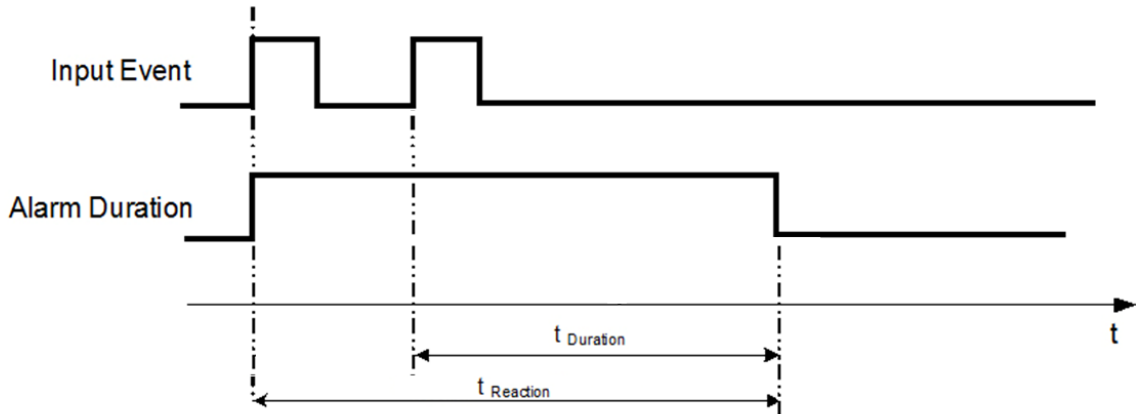 Input Event
Alarm Duration
t
t Duration
t Reaction